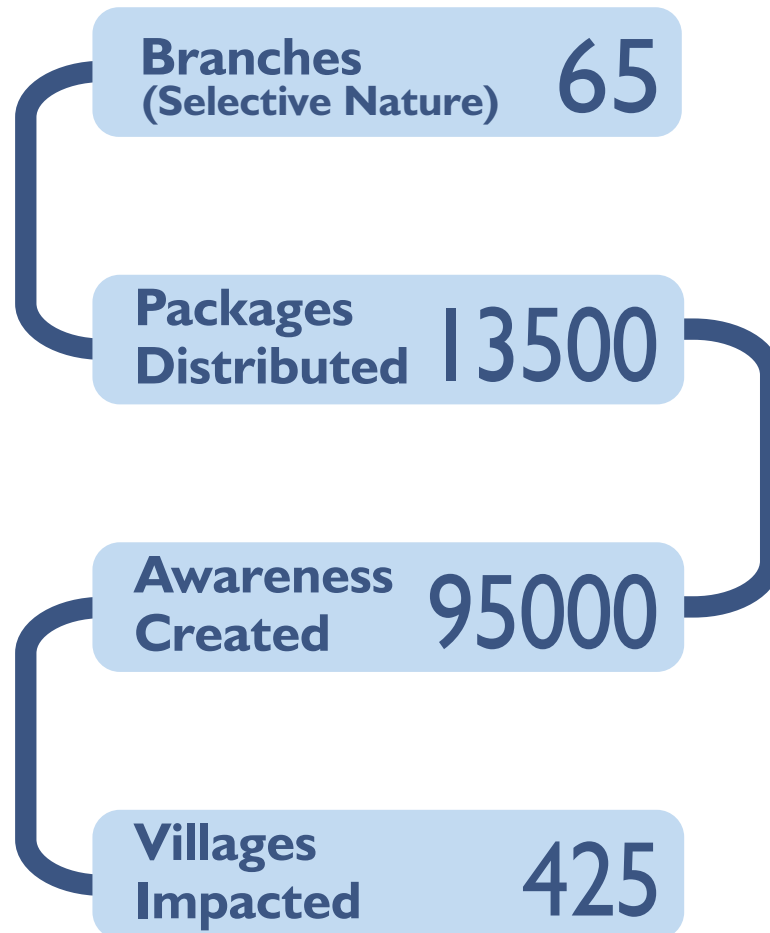 Branches
(Selective Nature) 65
Packages
Distributed 13500
Awareness
Created 95000
Villages
Impacted 425